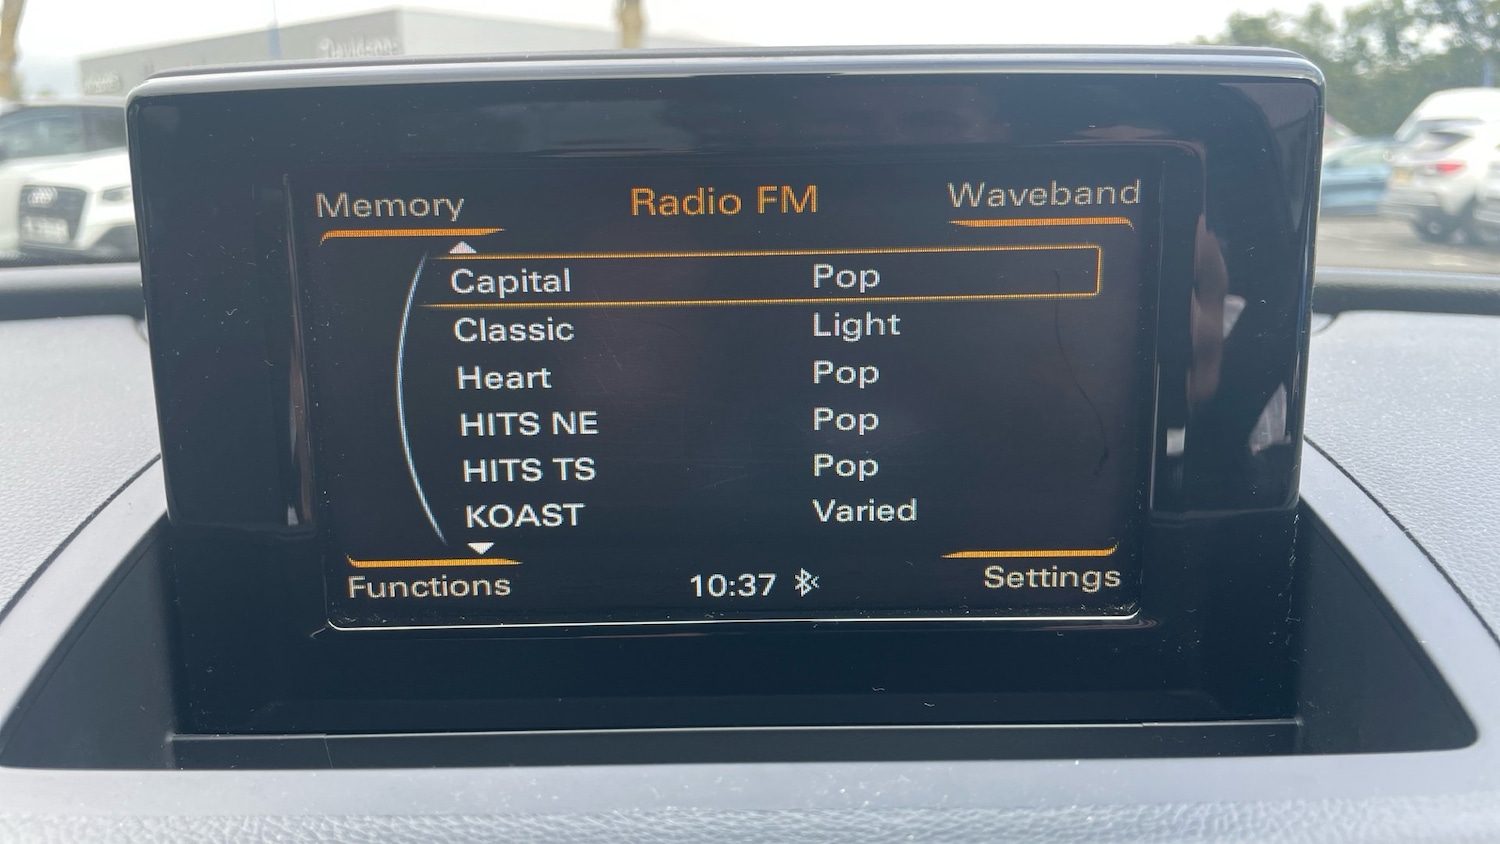 Davidsons
Memory
Radio FM
Waveband
Capital Pop
Classic Light
Heart Pop
HITS NE Pop
HITS TS Pop
KOAST Varied
Functions
10:37
Settings